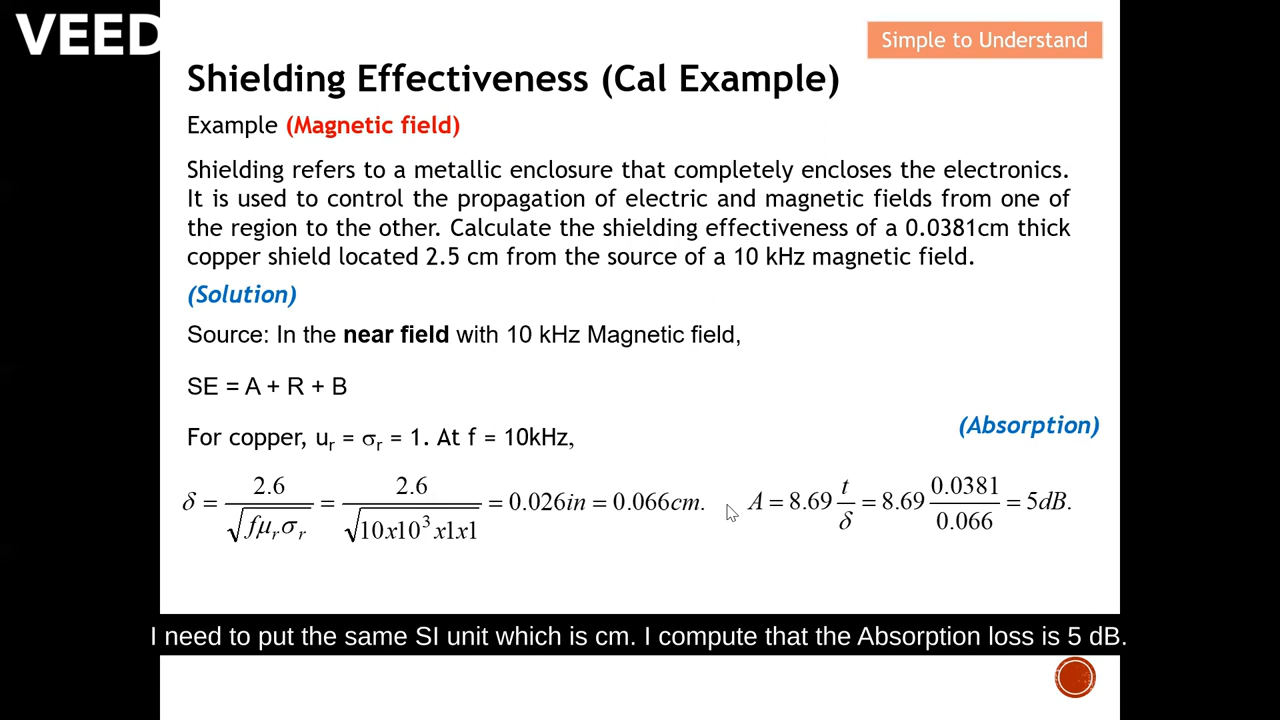 VEED
Simple to Understand
Shielding Effectiveness (Cal Example)
Example (Magnetic field)
Shielding refers to a metallic enclosure that completely encloses the electronics.
It is used to control the propagation of electric and magnetic fields from one of
the region to the other. Calculate the shielding effectiveness of a 0.0381cm thick
copper shield located 2.5 cm from the source of a 10 kHz magnetic field.
(Solution)
Source: In the near field with 10 kHz Magnetic field,
SE = A + R + B
(Absorption)
For copper, uᵣ = σᵣ = 1. At f = 10kHz,
δ = 2.6 / √(fμᵣσᵣ) = 2.6 / √(10x10³x1x1) = 0.026in = 0.066cm. A = 8.69 t/δ = 8.69 0.0381/0.066 = 5dB.
I need to put the same SI unit which is cm. I compute that the Absorption loss is 5 dB.